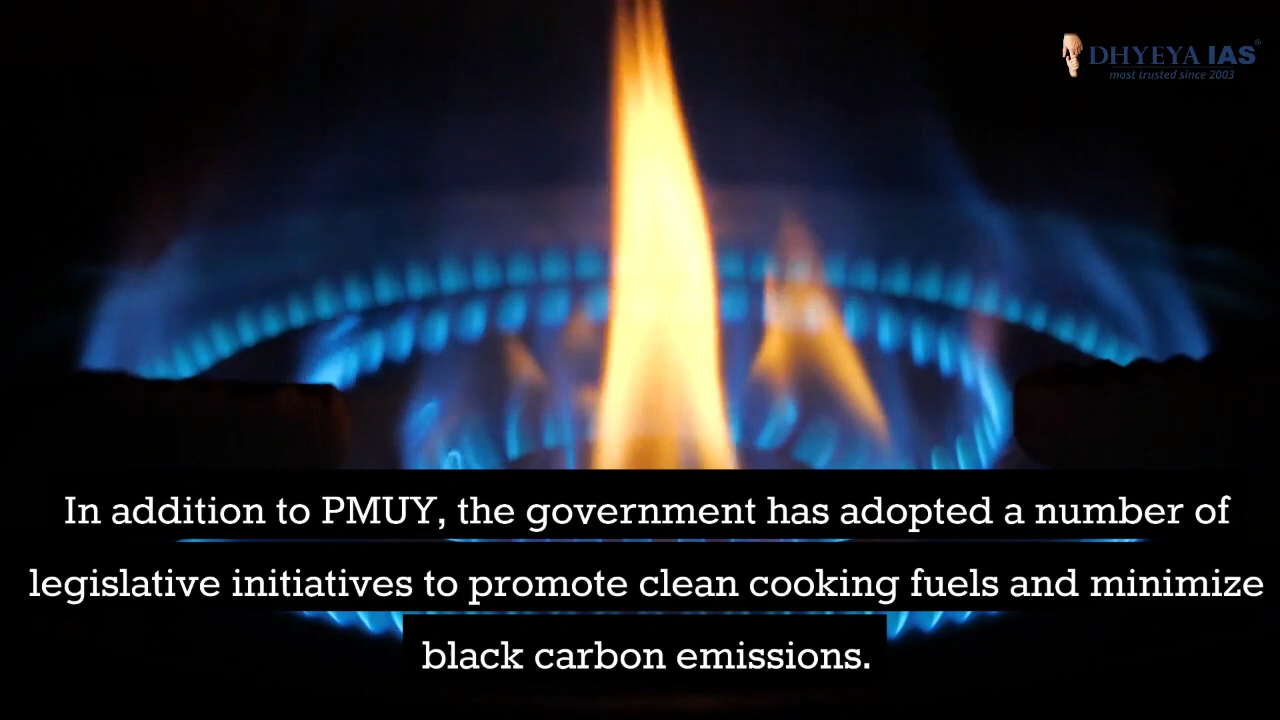 DHYEYA IAS®
most trusted since 2003
In addition to PMUY, the government has adopted a number of
legislative initiatives to promote clean cooking fuels and minimize
black carbon emissions.